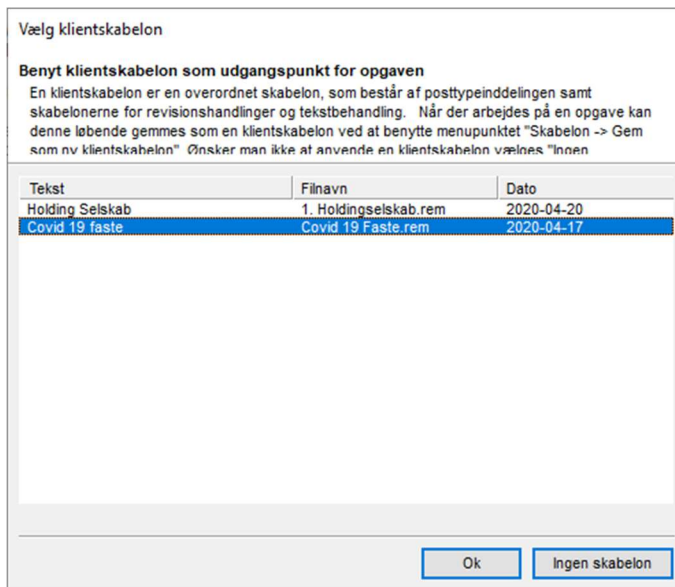 Vælg klientskabelon
Benyt klientskabelon som udgangspunkt for opgaven
En klientskabelon er en overordnet skabelon, som består af posttypeinddelingen samt
skabelonerne for revisionshandlinger og tekstbehandling. Når der arbejdes på en opgave kan
denne løbende gemmes som en klientskabelon ved at benytte menupunktet "Skabelon -> Gem
som ny klientskabelon" Ønsker man ikke at anvende en klientskabelon vælges "Ingen
Tekst Filnavn Dato
Holding Selskab 1. Holdingselskab.rem 2020-04-20
Covid 19 faste Covid 19 Faste.rem 2020-04-17
Ok Ingen skabelon